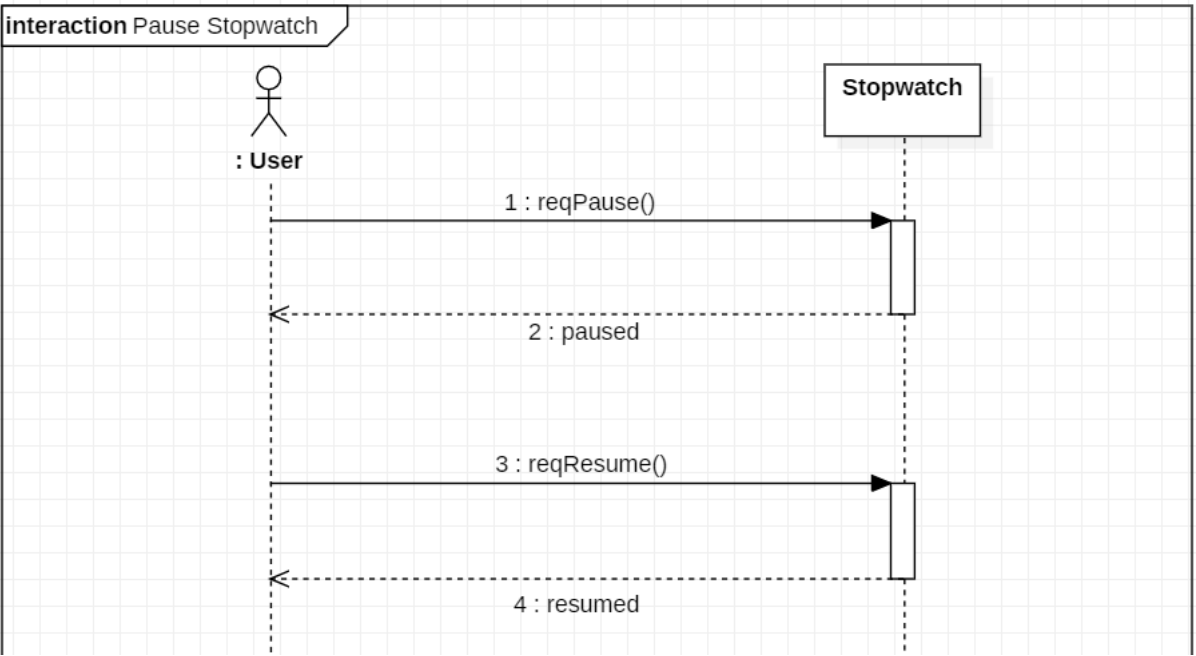 interaction Pause Stopwatch
Stopwatch
: User
1 : reqPause()
2 : paused
3 : reqResume()
4 : resumed